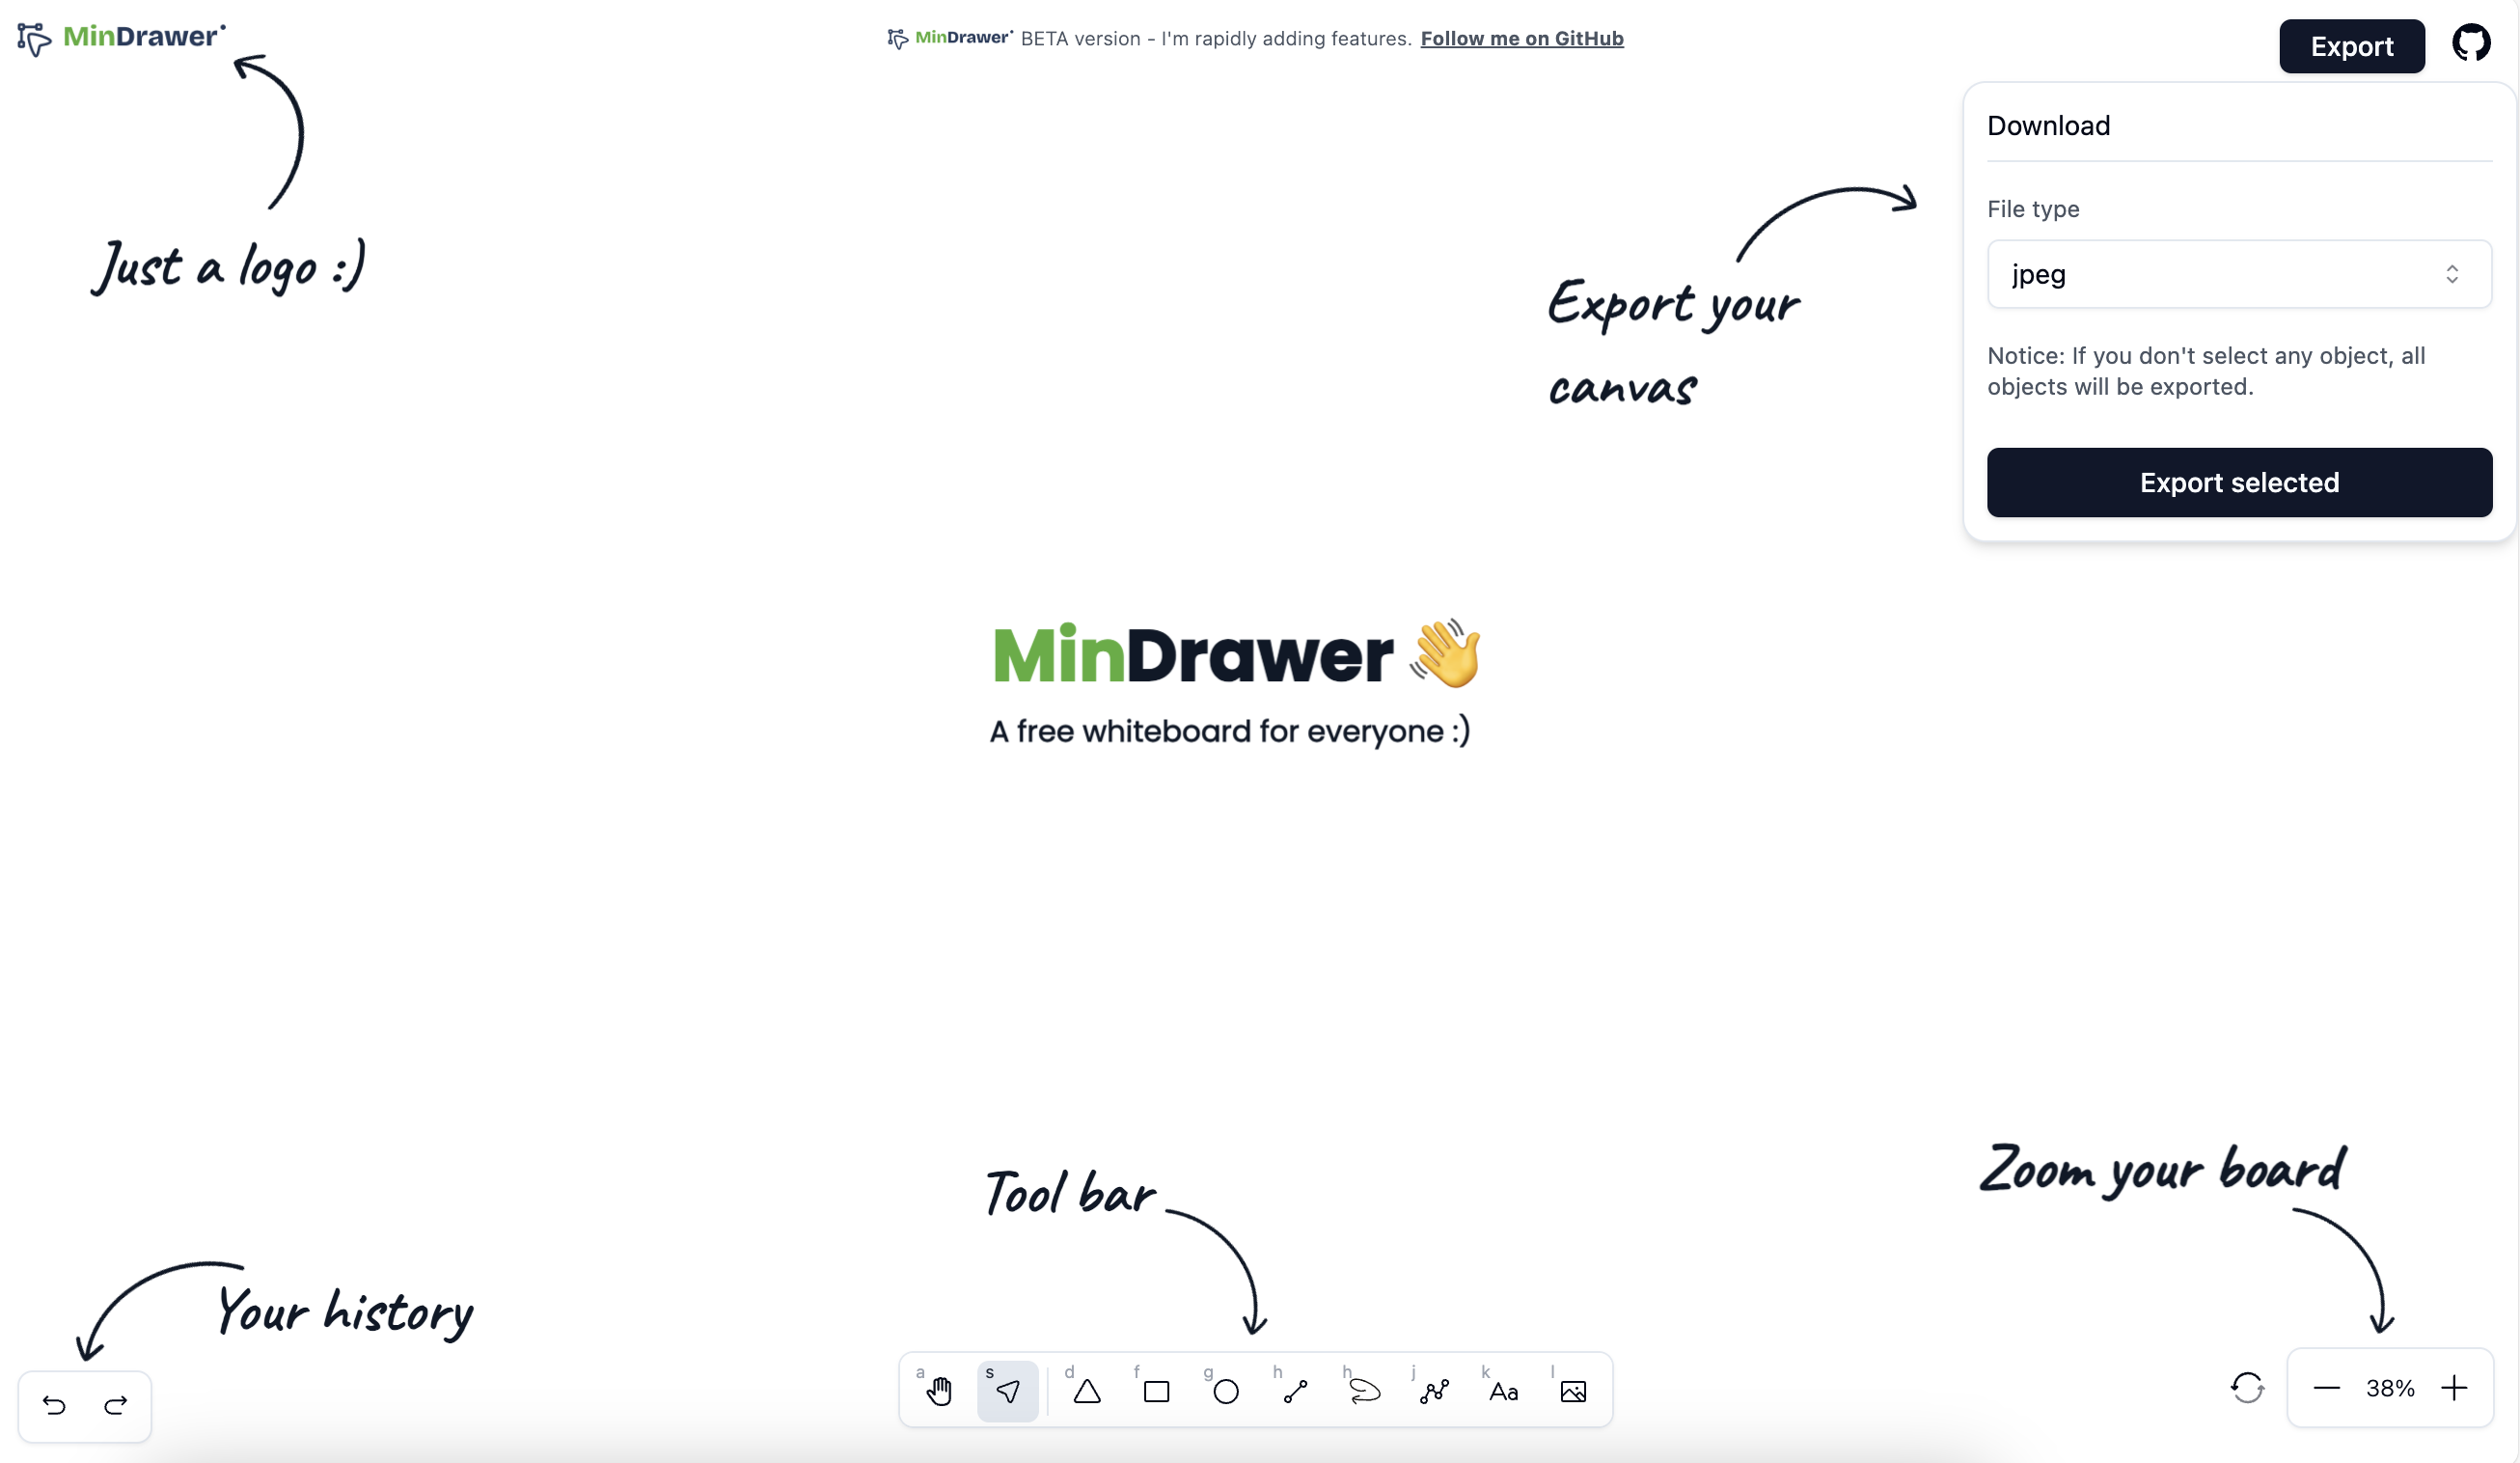 MinDrawer
MinDrawer BETA version - I'm rapidly adding features. Follow me on GitHub
Export
Download
File type
jpeg
Notice: If you don't select any object, all
objects will be exported.
Export selected
Just a logo :)
Export your
canvas
MinDrawer 👋
A free whiteboard for everyone :)
Tool bar
Zoom your board
Your history
a s d f g h h j k l
Aa
38%